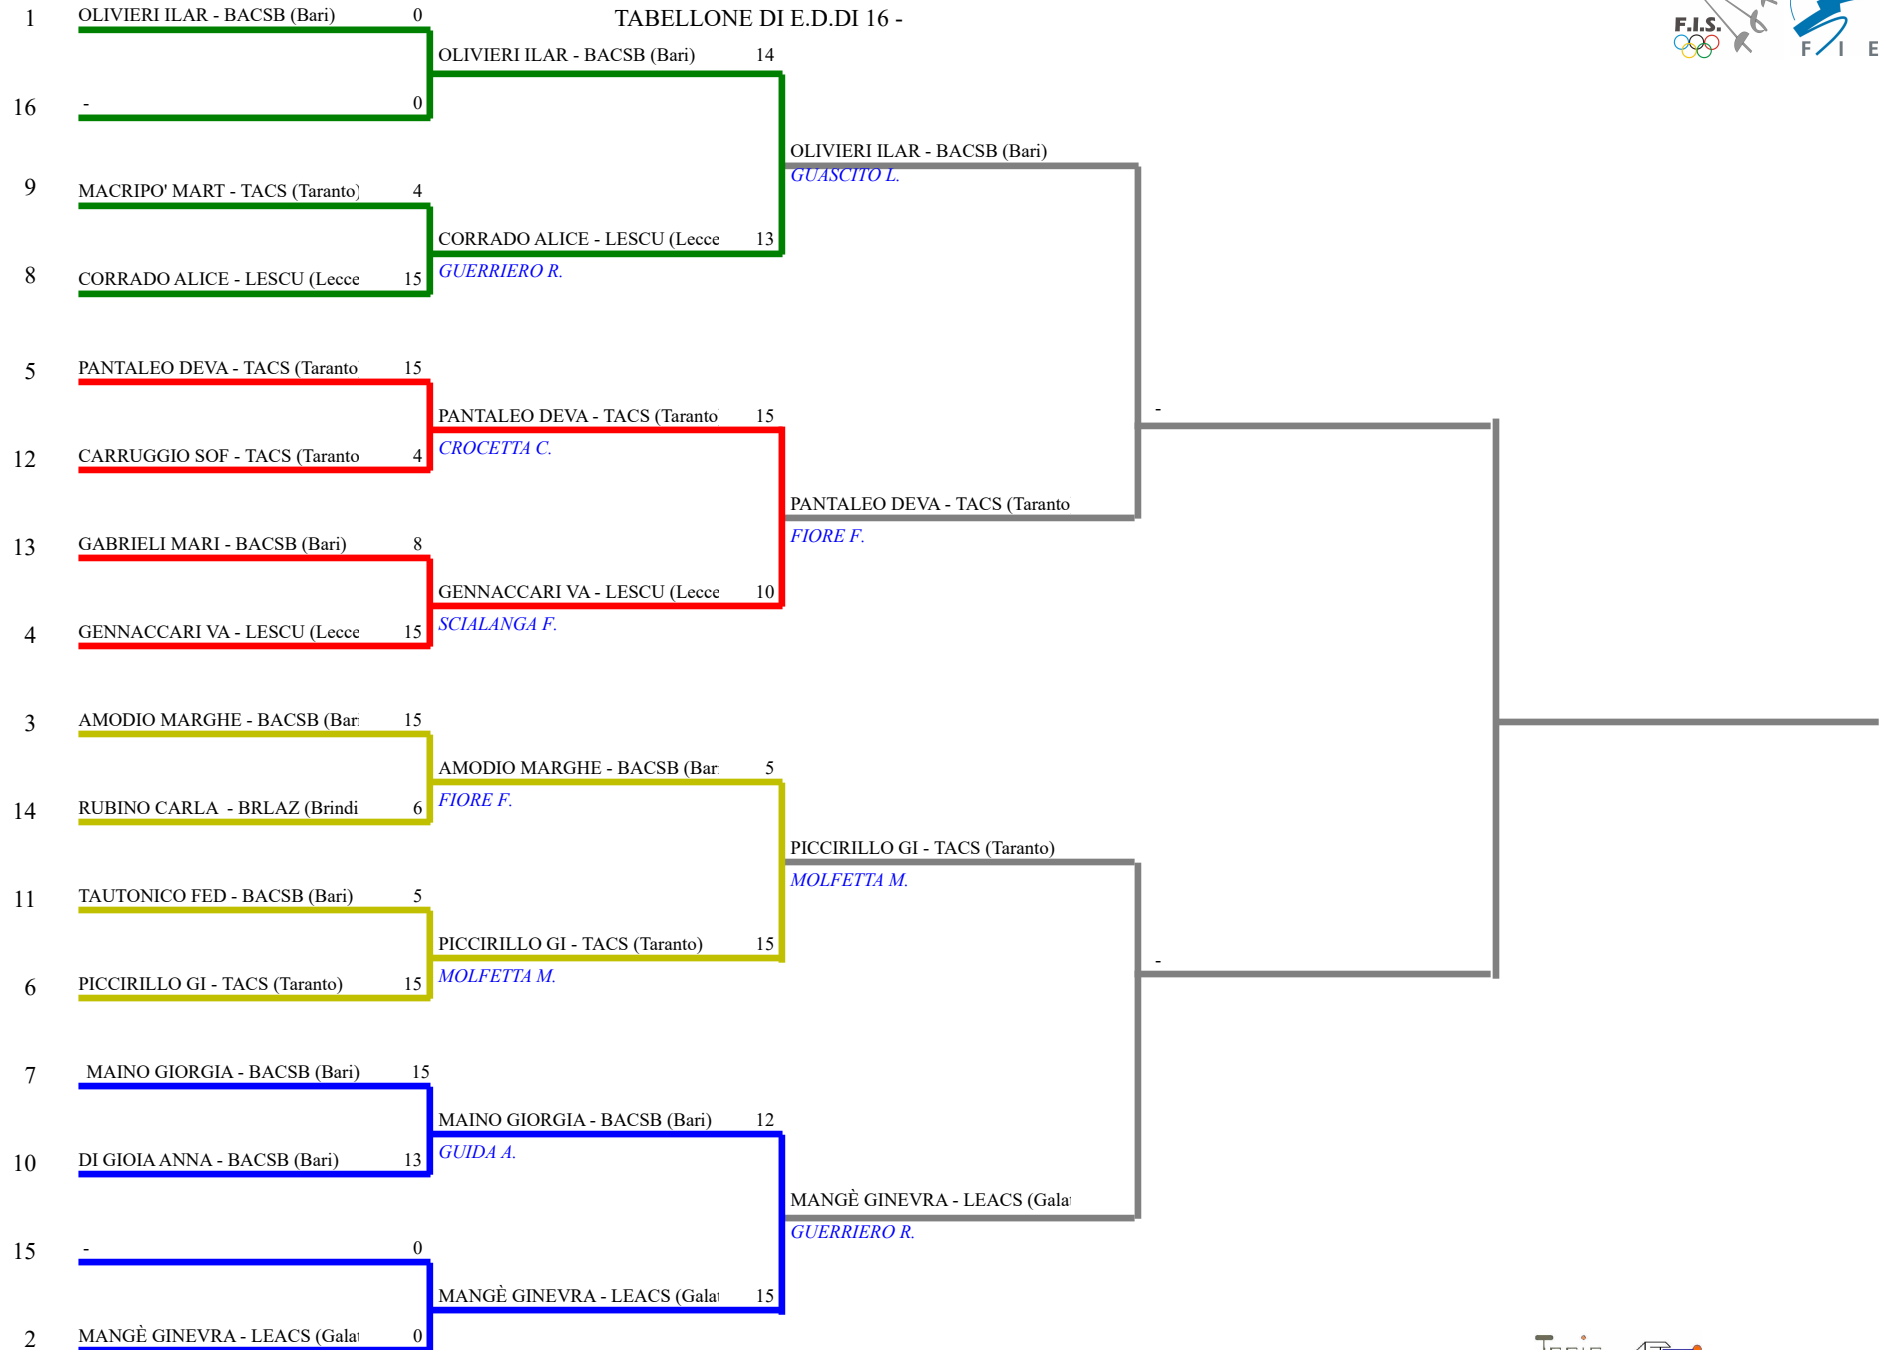 TABELLONE DI E.D.DI 16 -
F.I.S.
F I E
1 OLIVIERI ILAR - BACSB (Bari) 0
OLIVIERI ILAR - BACSB (Bari) 14
16 - 0
OLIVIERI ILAR - BACSB (Bari)
GUASCITO L.
9 MACRIPO' MART - TACS (Taranto) 4
CORRADO ALICE - LESCU (Lecce 13
GUERRIERO R.
8 CORRADO ALICE - LESCU (Lecce 15
5 PANTALEO DEVA - TACS (Taranto 15
PANTALEO DEVA - TACS (Taranto 15
CROCETTA C.
-
12 CARRUGGIO SOF - TACS (Taranto 4
PANTALEO DEVA - TACS (Taranto
FIORE F.
13 GABRIELI MARI - BACSB (Bari) 8
GENNACCARI VA - LESCU (Lecce 10
SCIALANGA F.
4 GENNACCARI VA - LESCU (Lecce 15
3 AMODIO MARGHE - BACSB (Bari 15
AMODIO MARGHE - BACSB (Bar 5
FIORE F.
14 RUBINO CARLA - BRLAZ (Brindi 6
PICCIRILLO GI - TACS (Taranto)
MOLFETTA M.
11 TAUTONICO FED - BACSB (Bari) 5
PICCIRILLO GI - TACS (Taranto) 15
MOLFETTA M.
-
6 PICCIRILLO GI - TACS (Taranto) 15
7 MAINO GIORGIA - BACSB (Bari) 15
MAINO GIORGIA - BACSB (Bari) 12
GUIDA A.
10 DI GIOIA ANNA - BACSB (Bari) 13
MANGÈ GINEVRA - LEACS (Gala
GUERRIERO R.
15 - 0
MANGÈ GINEVRA - LEACS (Gala 15
2 MANGÈ GINEVRA - LEACS (Gala 0